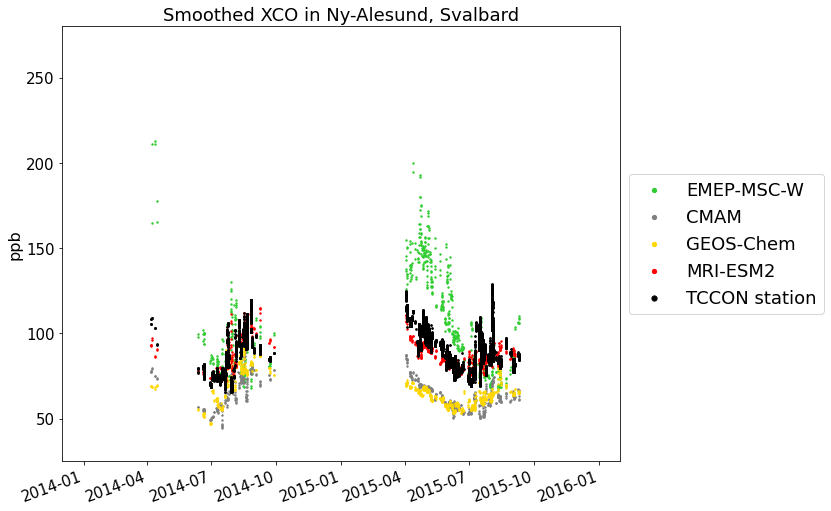 Smoothed XCO in Ny-Alesund, Svalbard
250
200
150
100
50
ppb
2014-01
2014-04
2014-07
2014-10
2015-01
2015-04
2015-07
2015-10
2016-01
EMEP-MSC-W
CMAM
GEOS-Chem
MRI-ESM2
TCCON station